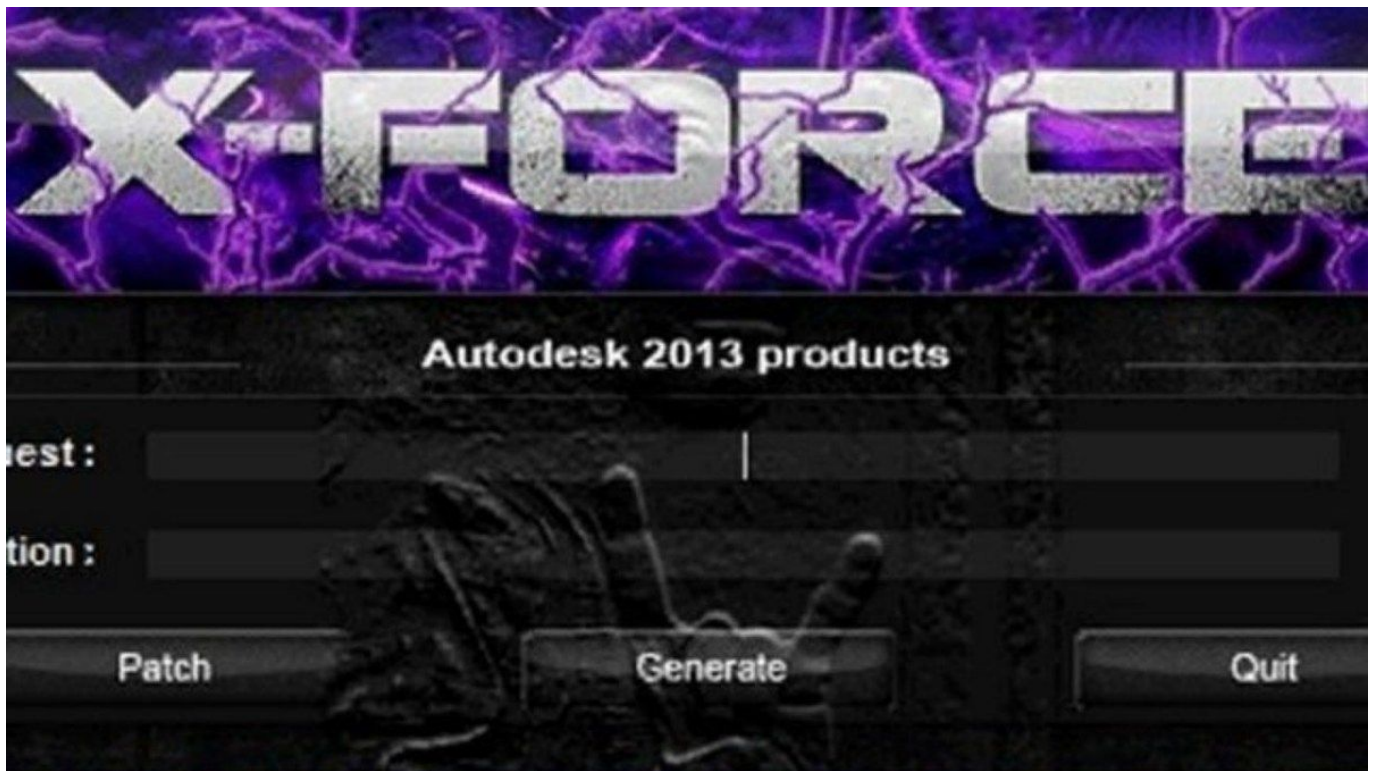 X-FORCE
Autodesk 2013 products
uest :
tion :
Patch Generate Quit